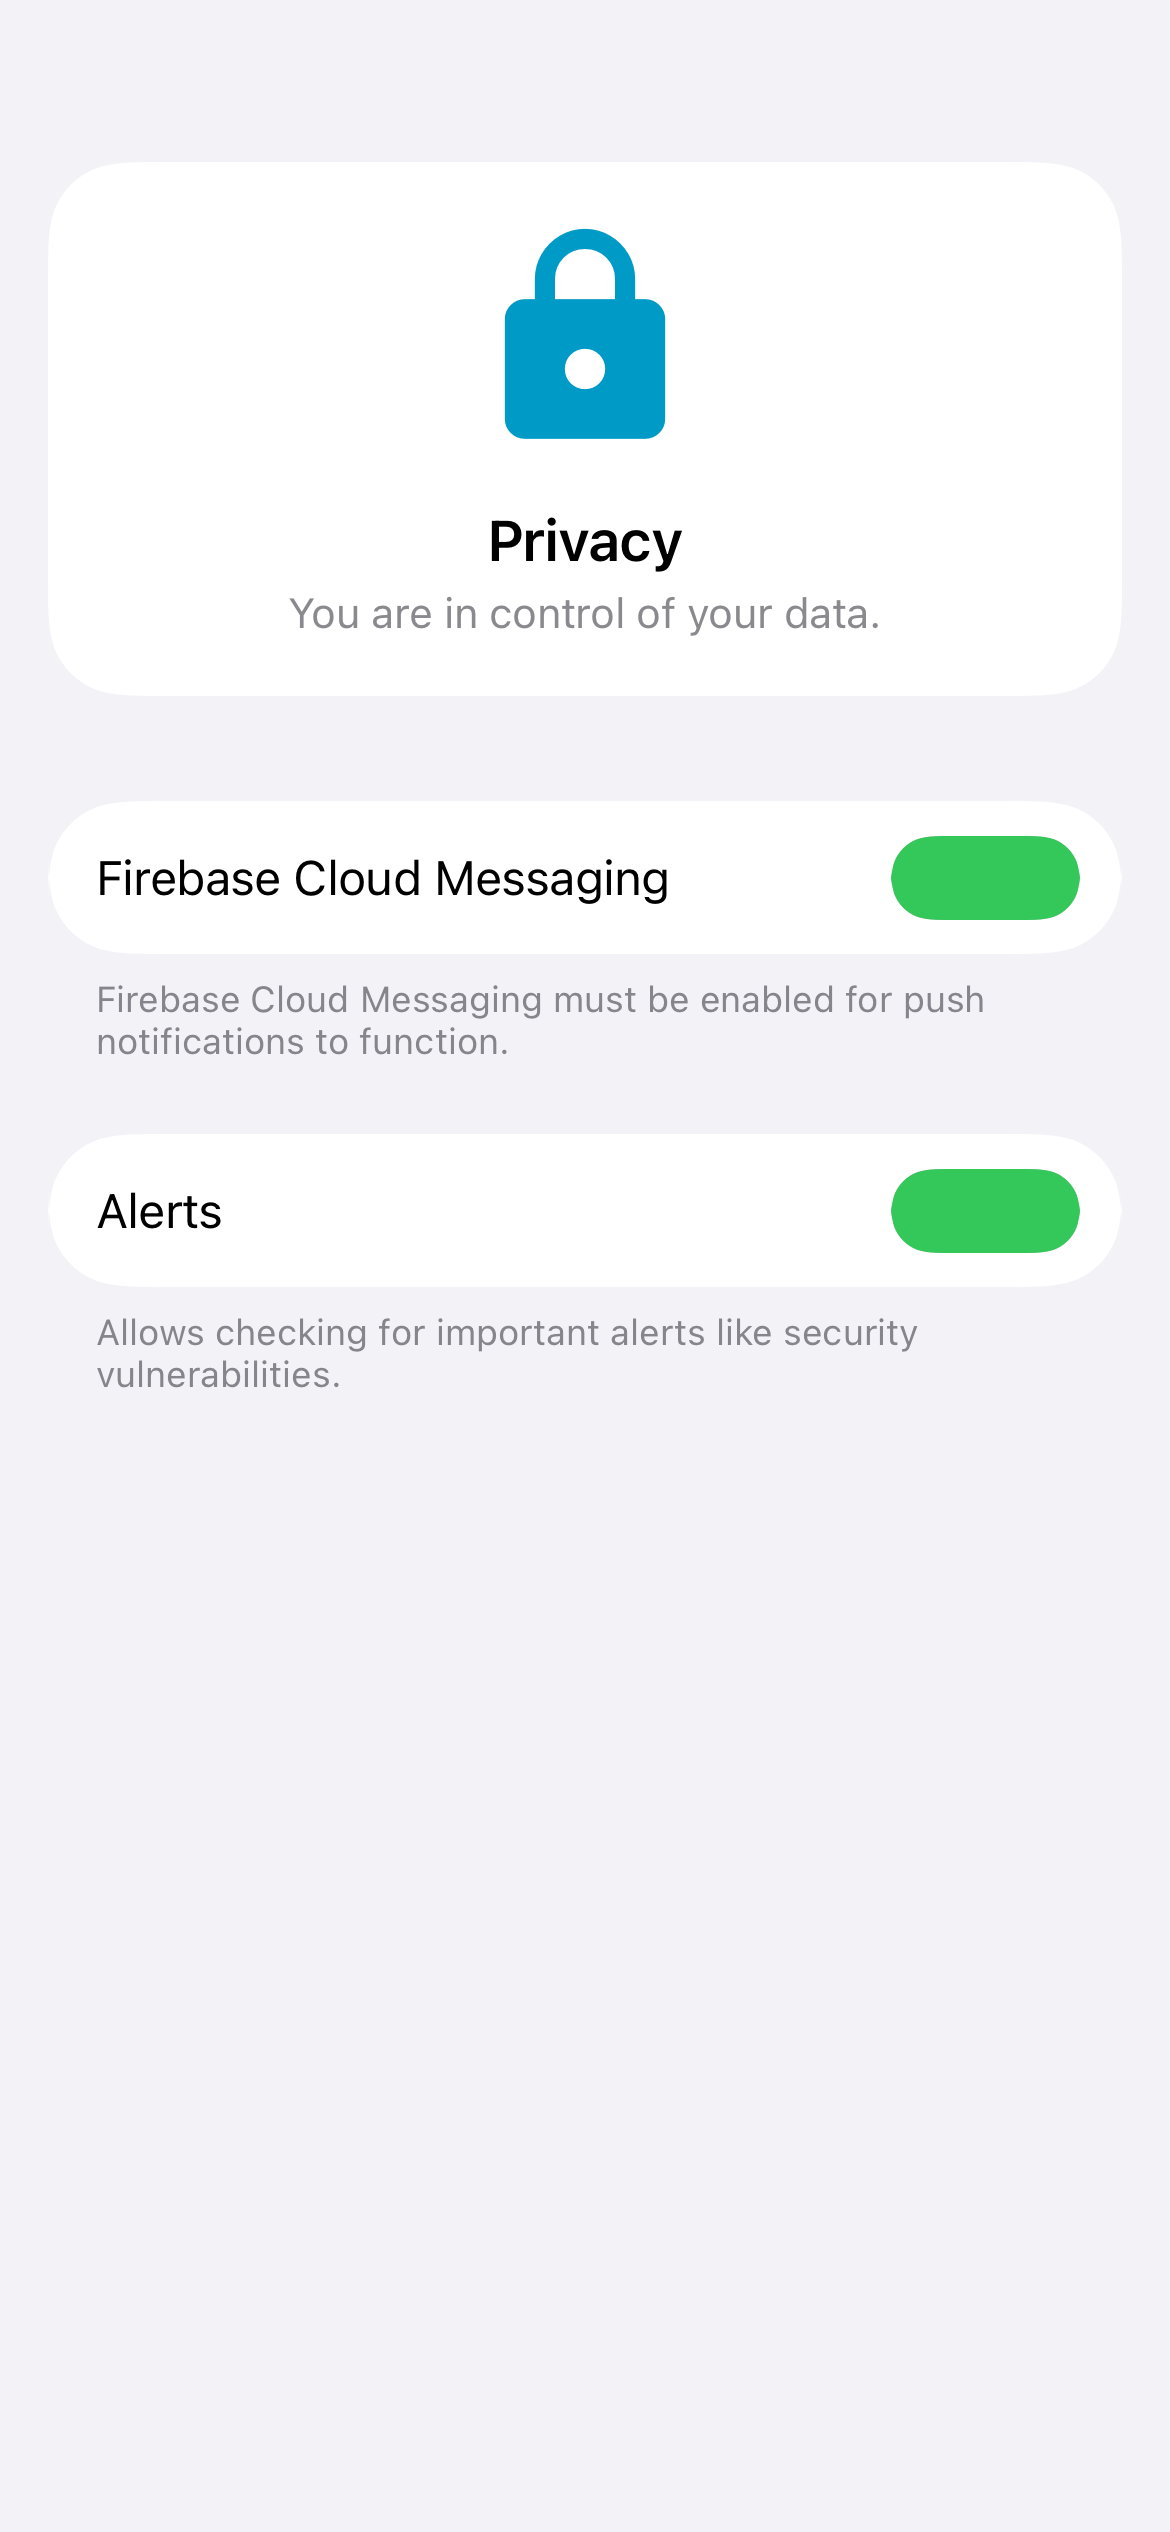 Privacy
You are in control of your data.
Firebase Cloud Messaging
Firebase Cloud Messaging must be enabled for push
notifications to function.
Alerts
Allows checking for important alerts like security
vulnerabilities.